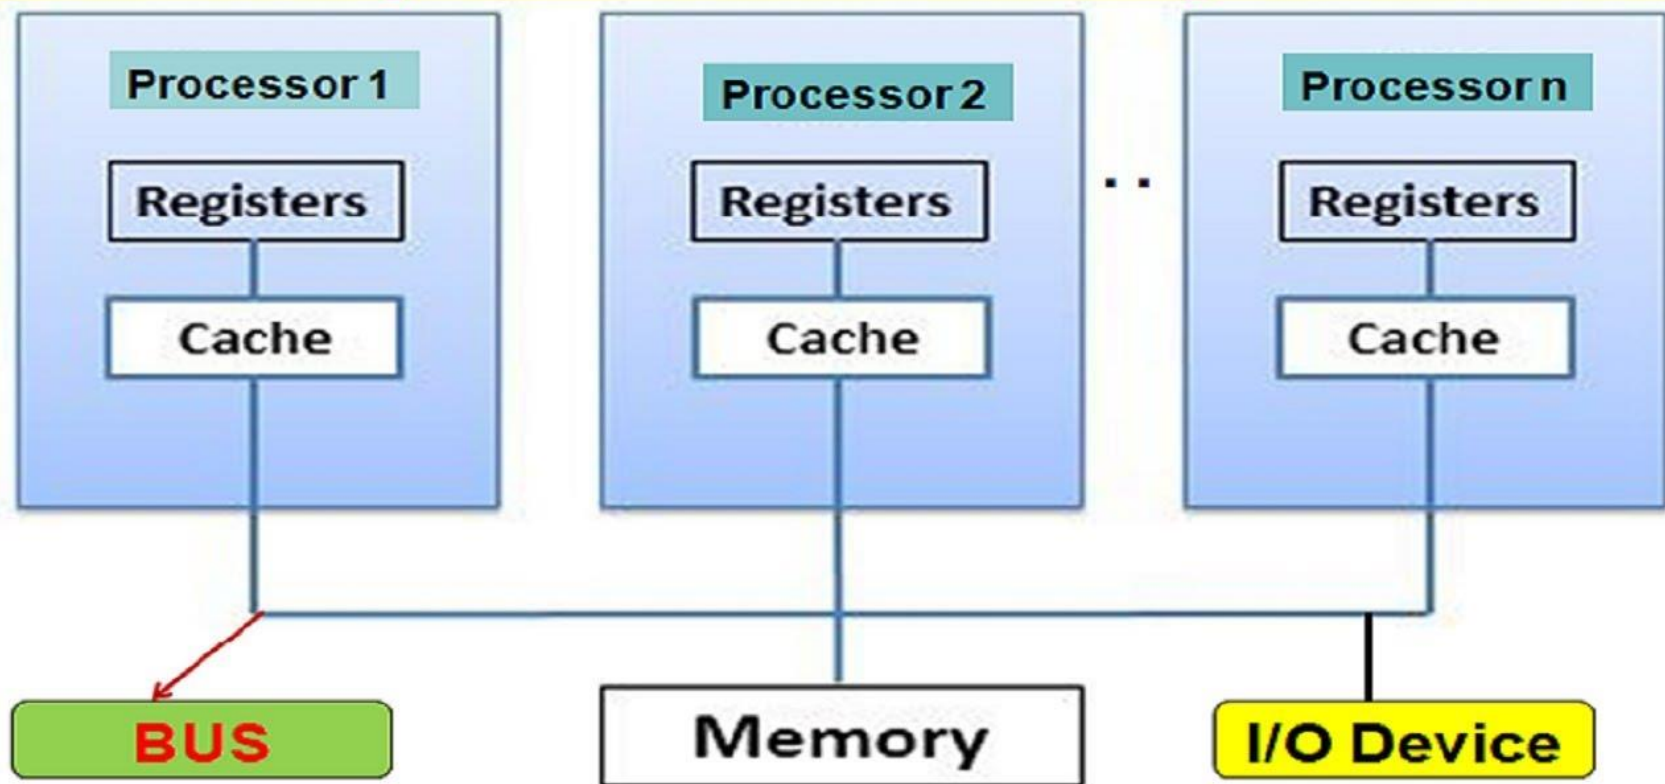 Processor 1
Processor 2
Processor n
Registers
Registers
. .
Registers
Cache
Cache
Cache
BUS
Memory
I/O Device